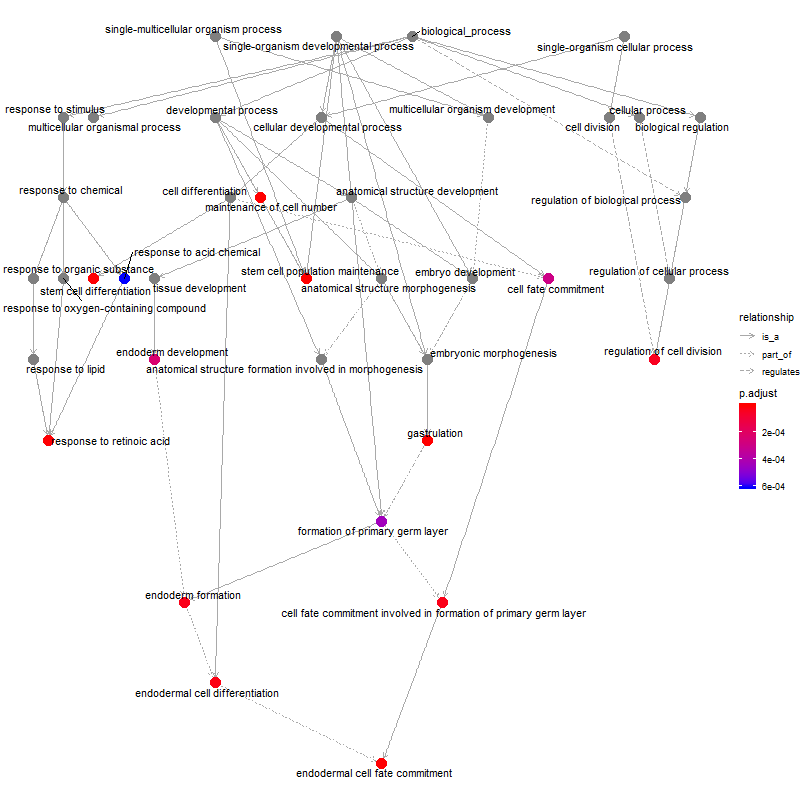 single-multicellular organism process
biological_process
single-organism developmental process
single-organism cellular process
response to stimulus
developmental process
multicellular organism development
cellular process
multicellular organismal process
cellular developmental process
cell division
biological regulation
response to chemical
cell differentiation
anatomical structure development
maintenance of cell number
regulation of biological process
response to acid chemical
response to organic substance
stem cell population maintenance
embryo development
regulation of cellular process
stem cell differentiation
tissue development
anatomical structure morphogenesis
cell fate commitment
response to oxygen-containing compound
relationship
is_a
part_of
regulates
endoderm development
embryonic morphogenesis
regulation of cell division
response to lipid
anatomical structure formation involved in morphogenesis
p.adjust
2e-04
4e-04
6e-04
gastrulation
response to retinoic acid
formation of primary germ layer
endoderm formation
cell fate commitment involved in formation of primary germ layer
endodermal cell differentiation
endodermal cell fate commitment